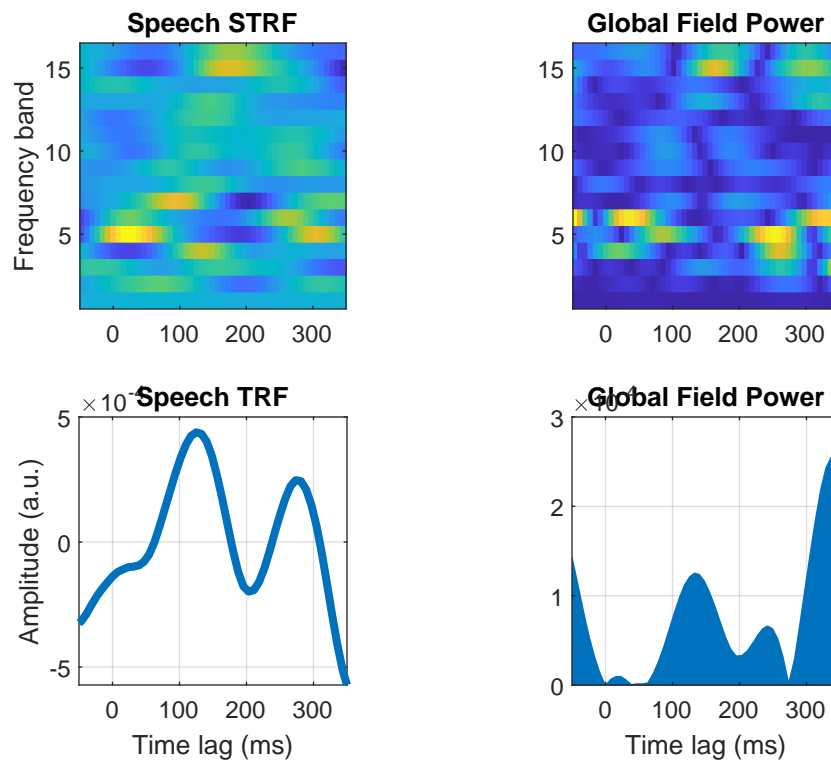 Speech STRF
Global Field Power
Frequency band
15
10
5
0 100 200 300
15
10
5
0 100 200 300
× 10^-4
Speech TRF
Global Field Power
Amplitude (a.u.)
5
0
-5
0 100 200 300
Time lag (ms)
3
2
1
0
0 100 200 300
Time lag (ms)